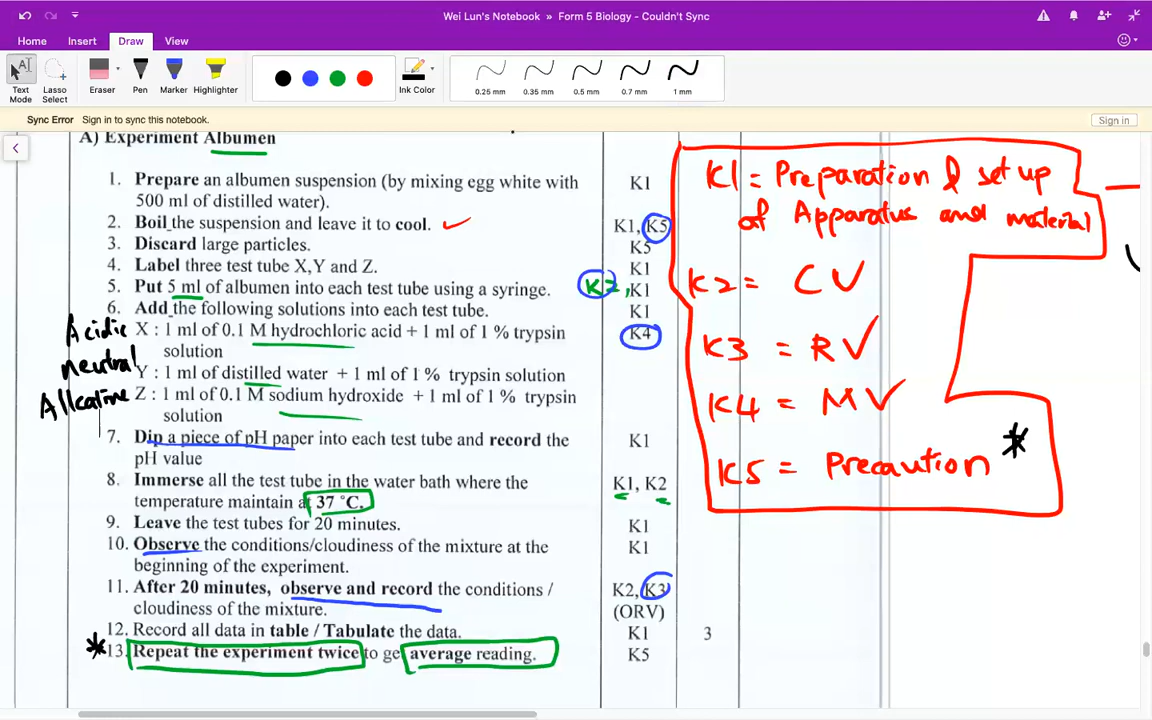 Wei Lun's Notebook » Form 5 Biology - Couldn't Sync
Home Insert Draw View
Text Mode
Lasso Select
Eraser
Pen
Marker
Highlighter
Ink Color
0.25 mm 0.35 mm 0.5 mm 0.7 mm 1 mm
Sync Error Sign in to sync this notebook. Sign in
A) Experiment Albumen
1. Prepare an albumen suspension (by mixing egg white with K1
500 ml of distilled water).
2. Boil the suspension and leave it to cool. K1, K5
3. Discard large particles. K5
4. Label three test tube X,Y and Z. K1
5. Put 5 ml of albumen into each test tube using a syringe. K2, K1
6. Add the following solutions into each test tube. K1
Acidic X : 1 ml of 0.1 M hydrochloric acid + 1 ml of 1 % trypsin K4
solution
neutral Y : 1 ml of distilled water + 1 ml of 1 % trypsin solution
Alkaline Z : 1 ml of 0.1 M sodium hydroxide + 1 ml of 1 % trypsin
solution
7. Dip a piece of pH paper into each test tube and record the K1
pH value
8. Immerse all the test tube in the water bath where the K1, K2
temperature maintain at 37 °C.
9. Leave the test tubes for 20 minutes. K1
10. Observe the conditions/cloudiness of the mixture at the K1
beginning of the experiment.
11. After 20 minutes, observe and record the conditions / K2, K3
cloudiness of the mixture. (ORV)
12. Record all data in table / Tabulate the data. K1 3
*13. Repeat the experiment twice to ge average reading. K5
K1 = Preparation & set up
of Apparatus and material
K2 = CV
K3 = RV
K4 = MV
K5 = Precaution *